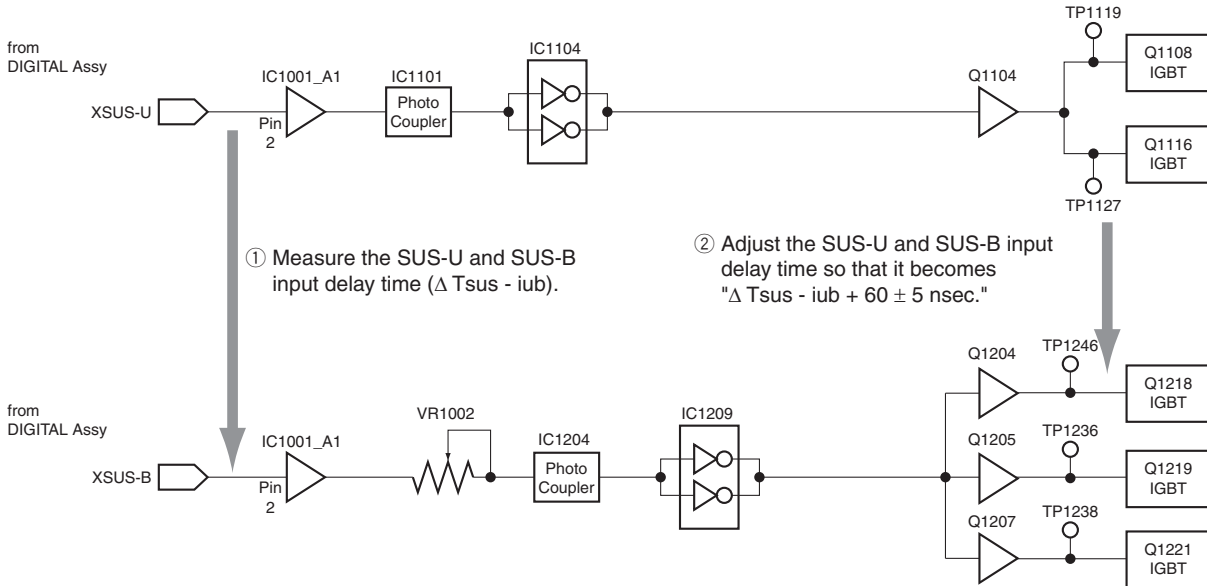 from
DIGITAL Assy
XSUS-U
Pin
2
IC1001_A1
IC1101
Photo
Coupler
IC1104
Q1104
TP1119
Q1108
IGBT
Q1116
IGBT
TP1127
① Measure the SUS-U and SUS-B
input delay time (Δ Tsus - iub).
② Adjust the SUS-U and SUS-B input
delay time so that it becomes
"Δ Tsus - iub + 60 ± 5 nsec."
from
DIGITAL Assy
XSUS-B
Pin
2
IC1001_A1
VR1002
IC1204
Photo
Coupler
IC1209
Q1204
TP1246
Q1218
IGBT
Q1205
TP1236
Q1219
IGBT
Q1207
TP1238
Q1221
IGBT